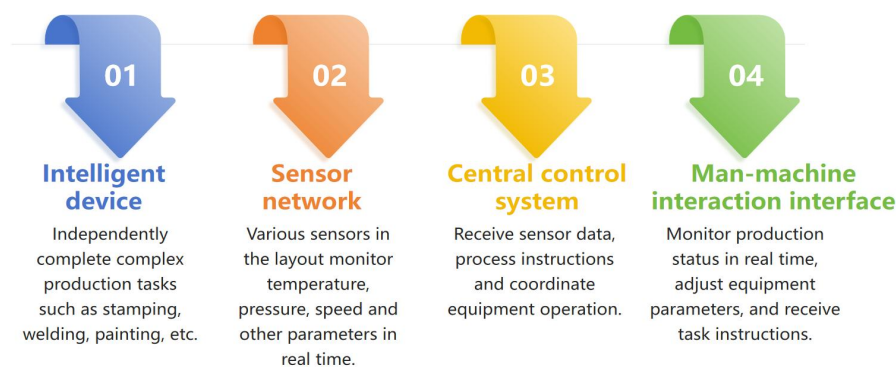 01
Intelligent
device
Independently
complete complex
production tasks
such as stamping,
welding, painting, etc.
02
Sensor
network
Various sensors in
the layout monitor
temperature,
pressure, speed and
other parameters in
real time.
03
Central control
system
Receive sensor data,
process instructions
and coordinate
equipment operation.
04
Man-machine
interaction interface
Monitor production
status in real time,
adjust equipment
parameters, and receive
task instructions.